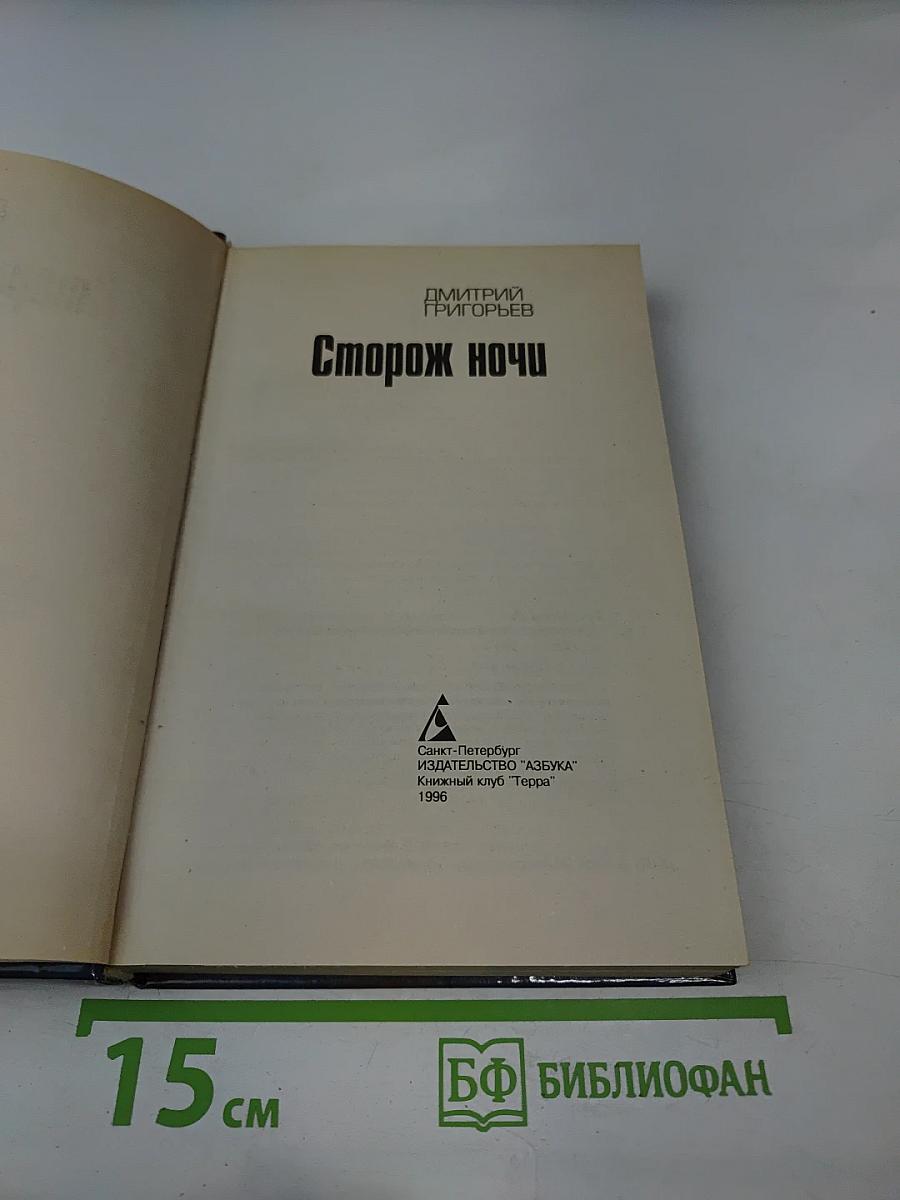 ДМИТРИЙ
ГРИГОРЬЕВ
Сторож ночи
Санкт-Петербург
ИЗДАТЕЛЬСТВО "АЗБУКА"
Книжный клуб "Терра"
1996
15 см
БФ БИБЛИОФАН